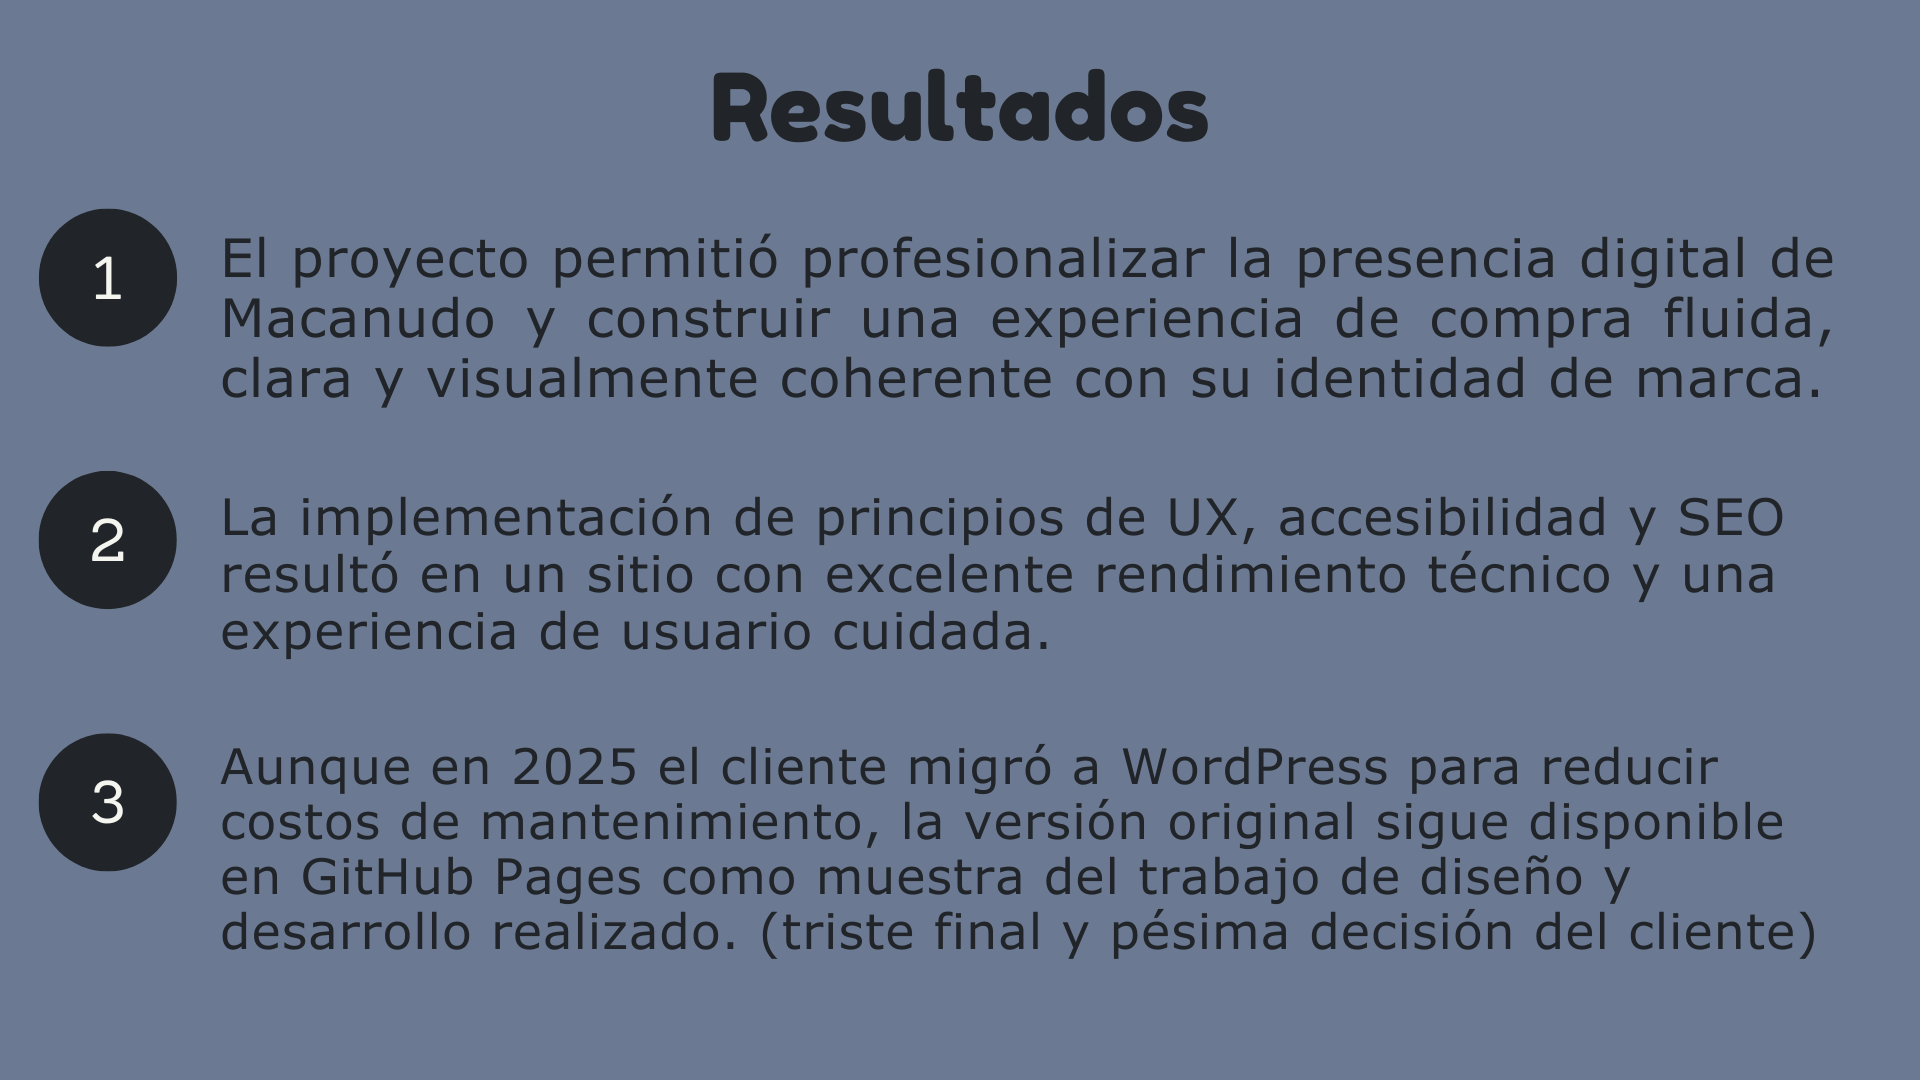 Resultados
1
El proyecto permitió profesionalizar la presencia digital de
Macanudo y construir una experiencia de compra fluida,
clara y visualmente coherente con su identidad de marca.
2
La implementación de principios de UX, accesibilidad y SEO
resultó en un sitio con excelente rendimiento técnico y una
experiencia de usuario cuidada.
3
Aunque en 2025 el cliente migró a WordPress para reducir
costos de mantenimiento, la versión original sigue disponible
en GitHub Pages como muestra del trabajo de diseño y
desarrollo realizado. (triste final y pésima decisión del cliente)